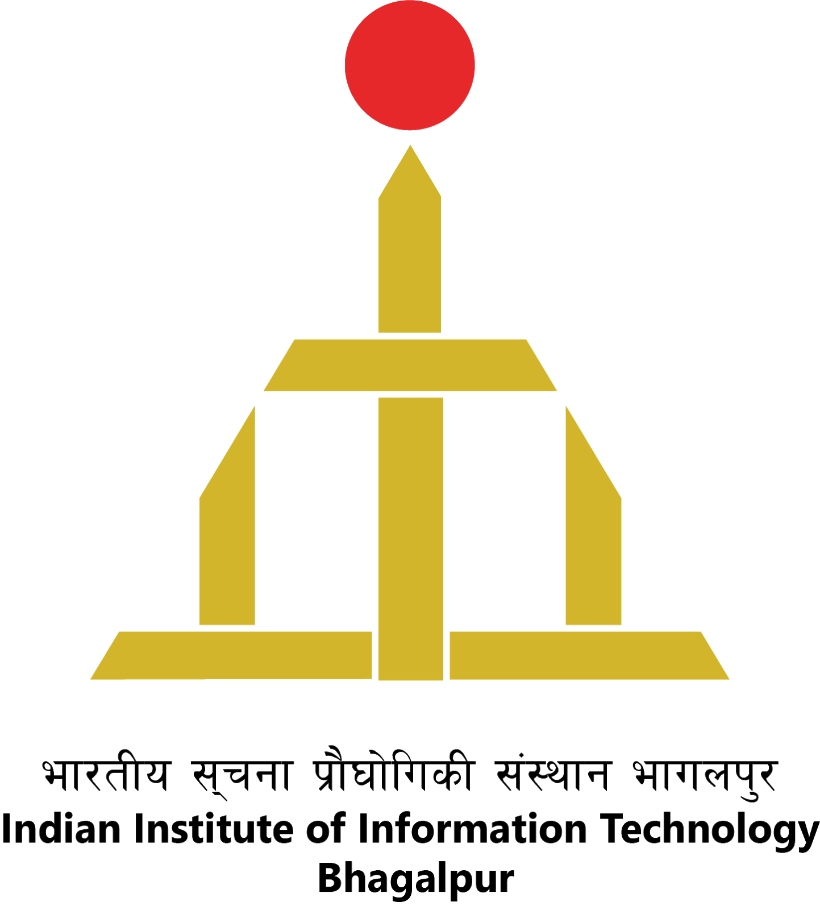 भारतीय स्‌चना प्रौघोगिकी संस्थान भागलपुर
Indian Institute of Information Technology
Bhagalpur